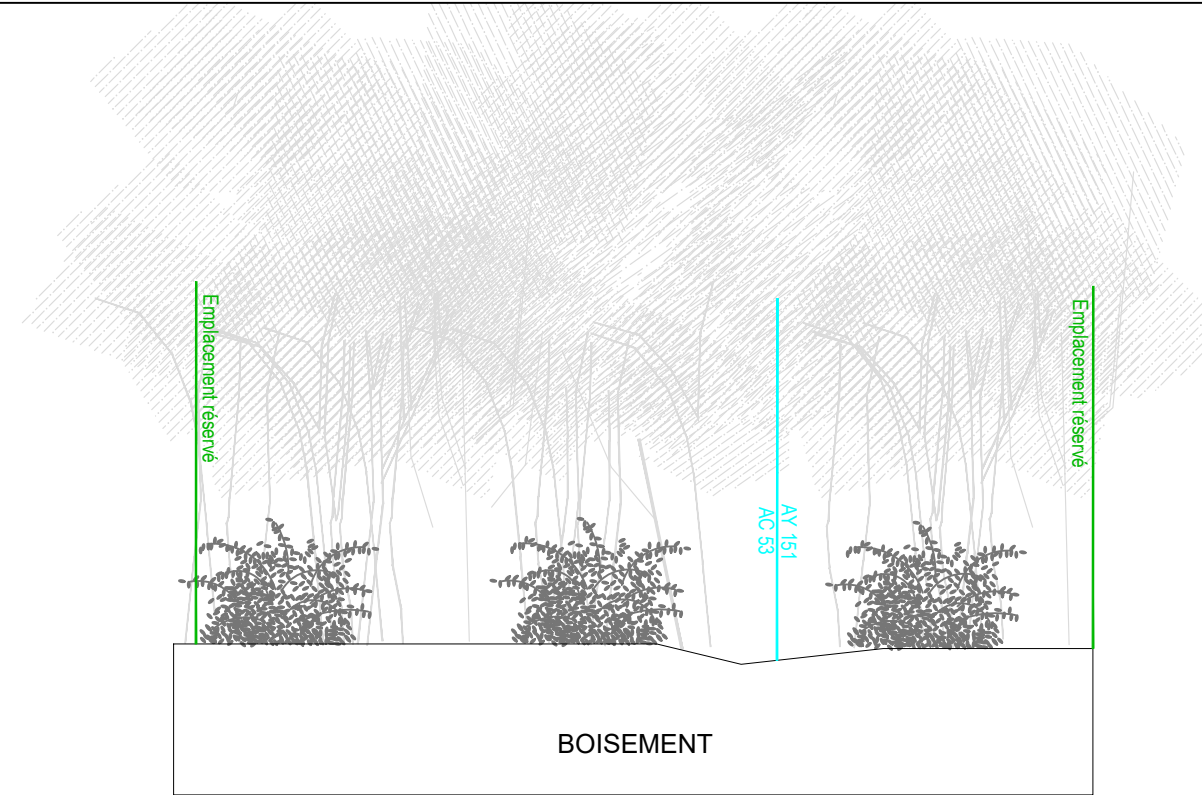 Emplacement réservé
AY 151
AC 53
Emplacement réservé
BOISEMENT